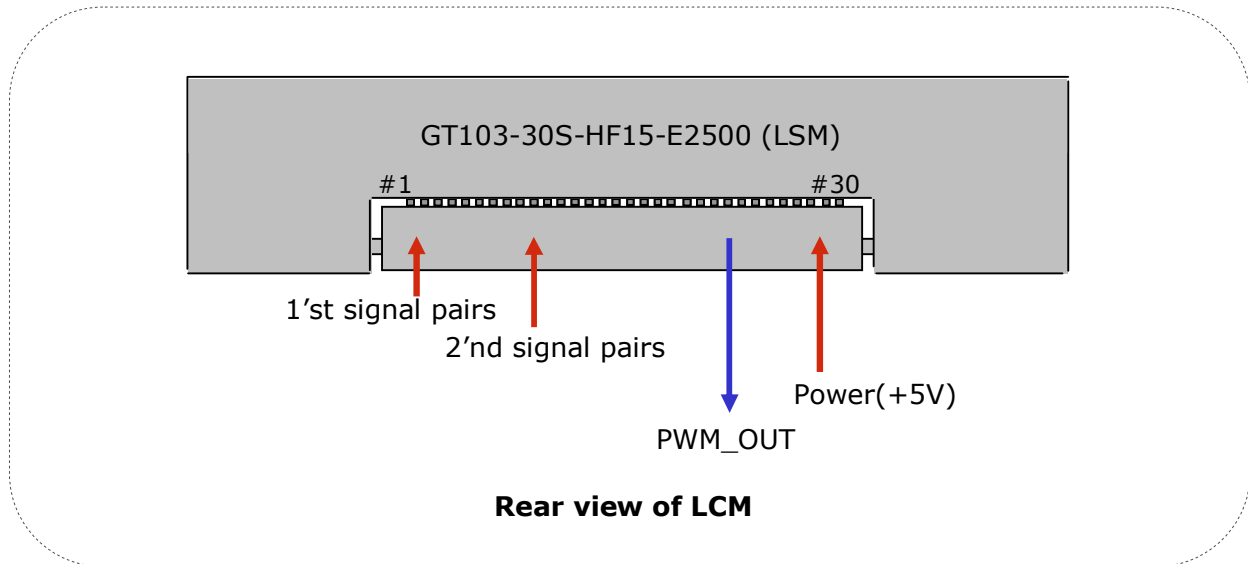 GT103-30S-HF15-E2500 (LSM)
#1
#30
1’st signal pairs
2’nd signal pairs
Power(+5V)
PWM_OUT
Rear view of LCM